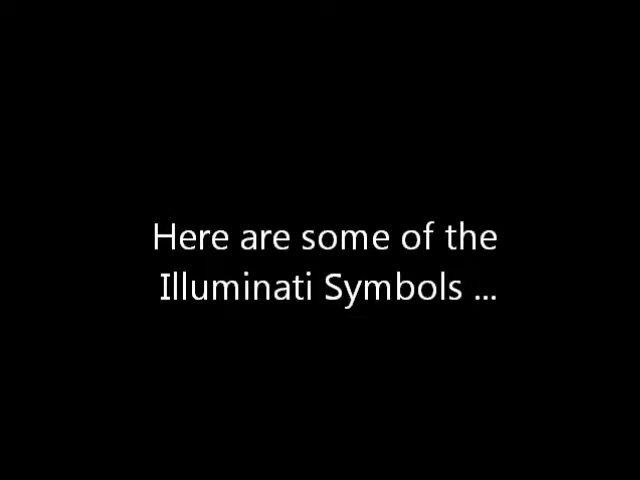 Here are some of the
Illuminati Symbols ...